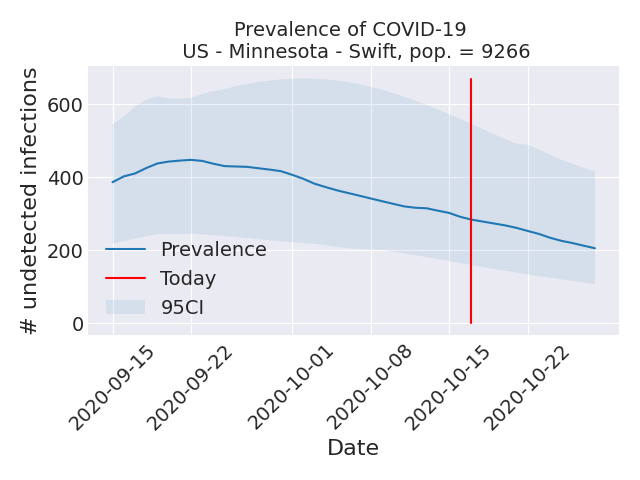 Prevalence of COVID-19
US - Minnesota - Swift, pop. = 9266
# undetected infections
600
400
200
0
Prevalence
Today
95CI
2020-09-15
2020-09-22
2020-10-01
2020-10-08
2020-10-15
2020-10-22
Date